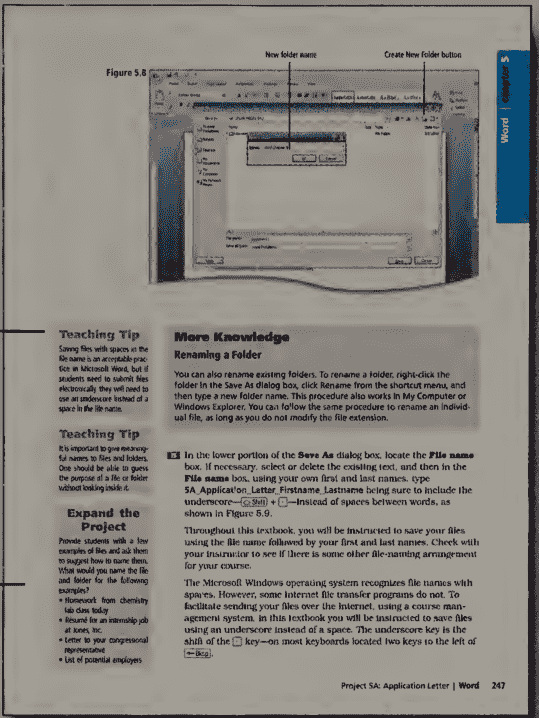 New folder name
Create New Folder button
Figure 5.8
Word | chapter 5
Teaching Tip
Saving files with spaces in the
file name is an acceptable prac-
tice in Microsoft Word, but if
students need to submit files
electronically, they will need to
use an underscore instead of a
space in the file name.
Teaching Tip
It is important to give meaning-
ful names to files and folders.
One should be able to guess
the purpose of a file or folder
without looking inside it.
Expand the
Project
Provide students with a few
examples of files and ask them
to suggest how to name them.
What would you name the file
and folder for the following
examples?
• Homework from chemistry
lab class today
• Résumé for an internship job
at Jones, Inc.
• Letter to your congressional
representative
• List of potential employers
More Knowledge
Renaming a Folder
You can also rename existing folders. To rename a folder, right-click the
folder in the Save As dialog box, click Rename from the shortcut menu, and
then type a new folder name. This procedure also works in My Computer or
Windows Explorer. You can follow the same procedure to rename an individ-
ual file, as long as you do not modify the file extension.
In the lower portion of the Save As dialog box, locate the File name
box. If necessary, select or delete the existing text, and then in the
File name box, using your own first and last names, type
5A_Application_Letter_Firstname_Lastname being sure to include the
underscore—Shift + -—instead of spaces between words, as
shown in Figure 5.9.
Throughout this textbook, you will be instructed to save your files
using the file name followed by your first and last names. Check with
your instructor to see if there is some other file-naming arrangement
for your course.
The Microsoft Windows operating system recognizes file names with
spaces. However, some Internet file transfer programs do not. To
facilitate sending your files over the Internet, using a course man-
agement system, in this textbook you will be instructed to save files
using an underscore instead of a space. The underscore key is the
shift of the - key—on most keyboards located two keys to the left of
←Bksp.
Project 5A: Application Letter | Word 247